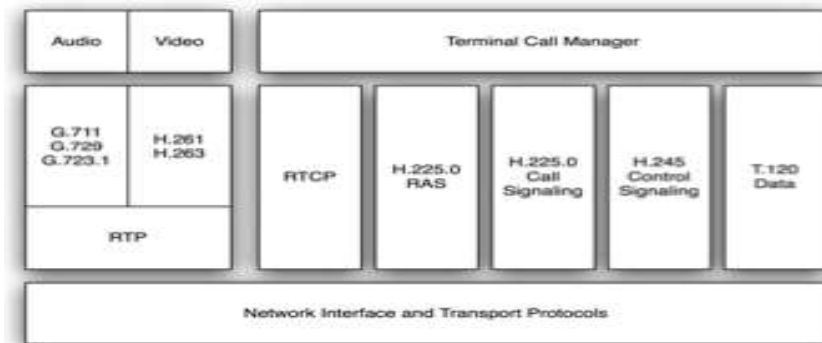 Audio
Video
Terminal Call Manager
G.711
G.729
G.723.1
H.261
H.263
RTP
RTCP
H.225.0
RAS
H.225.0
Call
Signaling
H.245
Control
Signaling
T.120
Data
Network Interface and Transport Protocols